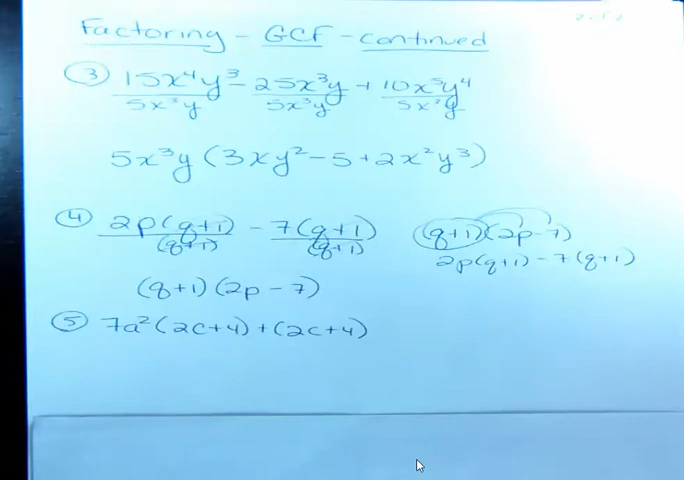 Factoring - GCF - continued
③ 15x⁴y³ - 25x³y + 10x⁵y⁴
5x³y 5x³y 5x³y
5x³y (3xy² - 5 + 2x²y³)
④ 2p(q+1) - 7(q+1)
(q+1) (q+1)
(q+1)(2p-7)
2p(q+1) - 7(q+1)
(q+1)(2p - 7)
⑤ 7a²(2c+4) + (2c+4)